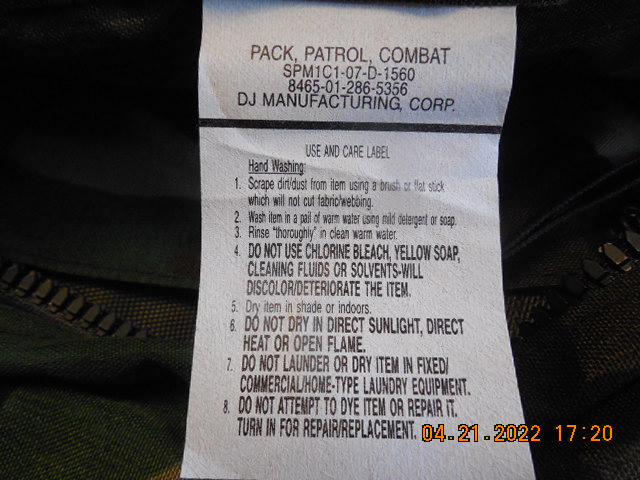 PACK, PATROL, COMBAT
SPM1C1-07-D-1560
8465-01-286-5356
DJ MANUFACTURING, CORP.
USE AND CARE LABEL
Hand Washing:
1. Scrape dirt/dust from item using a brush or flat stick
which will not cut fabric/webbing.
2. Wash item in a pail of warm water using mild detergent or soap.
3. Rinse "thoroughly" in clean warm water.
4. DO NOT USE CHLORINE BLEACH, YELLOW SOAP,
CLEANING FLUIDS OR SOLVENTS-WILL
DISCOLOR/DETERIORATE THE ITEM.
5. Dry item in shade or indoors.
6. DO NOT DRY IN DIRECT SUNLIGHT, DIRECT
HEAT OR OPEN FLAME.
7. DO NOT LAUNDER OR DRY ITEM IN FIXED/
COMMERCIAL/HOME-TYPE LAUNDRY EQUIPMENT.
8. DO NOT ATTEMPT TO DYE ITEM OR REPAIR IT.
TURN IN FOR REPAIR/REPLACEMENT.
04.21.2022 17:20